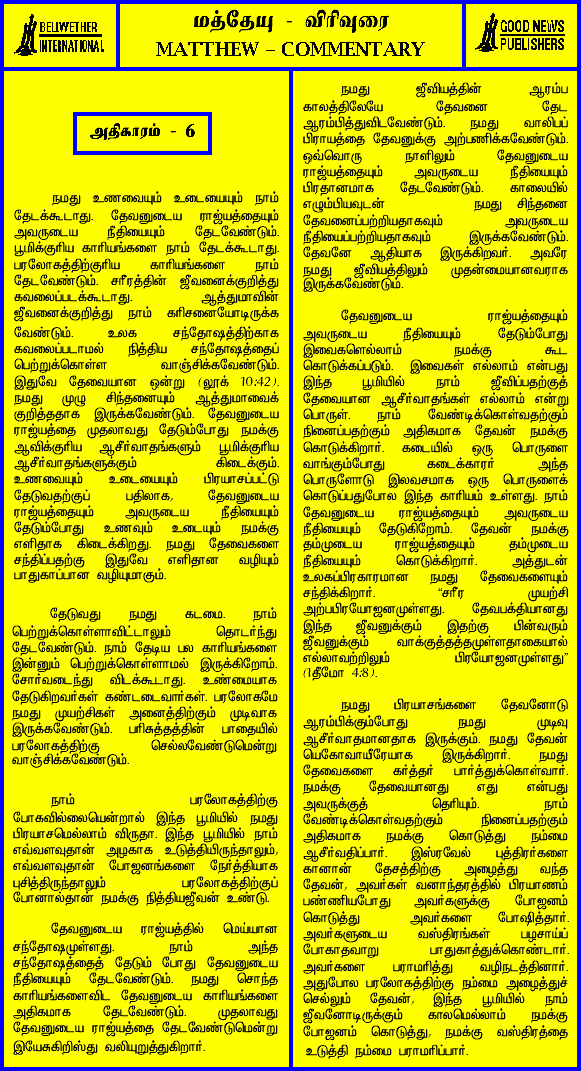 BELIWETHER
INTERNATIONAL
மத்தேயு - விரிவுரை
MATTHEW – COMMENTARY
GOOD NEWS
PUBLISHERS
அதிகாரம் - 6
நமது உணவையும் உடையையும் நாம்
தேடக்கூடாது. தேவனுடைய ராஜ்யத்தையும்
அவருடைய நீதியையும் தேடவேண்டும்.
பூமிக்குரிய காரியங்களை நாம் தேடக்கூடாது.
பரலோகத்திற்குரிய காரியங்களை நாம்
தேடவேண்டும். சரீரத்தின் ஜீவனைக்குறித்து
கவலைப்படக்கூடாது. ஆத்துமாவின்
ஜீவனைக்குறித்து நாம் கரிசனையோடிருக்க
வேண்டும். உலக சந்தோஷத்திற்காக
கவலைப்படாமல் நித்திய சந்தோஷத்தைப்
பெற்றுக்கொள்ள வாஞ்சிக்கவேண்டும்.
இதுவே தேவையான ஒன்று (லூக் 10:42).
நமது முழு சிந்தனையும் ஆத்துமாவைக்
குறித்ததாக இருக்கவேண்டும். தேவனுடைய
ராஜ்யத்தை முதலாவது தேடும்போது நமக்கு
ஆவிக்குரிய ஆசீர்வாதங்களும் பூமிக்குரிய
ஆசீர்வாதங்களுக்கும் கிடைக்கும்.
உணவையும் உடையையும் பிரயாசப்பட்டு
தேடுவதற்குப் பதிலாக, தேவனுடைய
ராஜ்யத்தையும் அவருடைய நீதியையும்
தேடும்போது உணவும் உடையும் நமக்கு
எளிதாக கிடைக்கிறது. நமது தேவைகளை
சந்திப்பதற்கு இதுவே எளிதான வழியும்
பாதுகாப்பான வழியுமாகும்.
தேடுவது நமது கடமை. நாம்
பெற்றுக்கொள்ளாவிட்டாலும் தொடர்ந்து
தேடவேண்டும். நாம் தேடிய பல காரியங்களை
இன்னும் பெற்றுக்கொள்ளாமல் இருக்கிறோம்.
சோர்வடைந்து விடக்கூடாது. உண்மையாக
தேடுகிறவர்கள் கண்டடைவார்கள். பரலோகமே
நமது முயற்சிகள் அனைத்திற்கும் முடிவாக
இருக்கவேண்டும். பரிசுத்தத்தின் பாதையில்
பரலோகத்திற்கு செல்லவேண்டுமென்று
வாஞ்சிக்கவேண்டும்.
நாம் பரலோகத்திற்கு
போகவில்லையென்றால் இந்த பூமியில் நமது
பிரயாசமெல்லாம் விருதா. இந்த பூமியில் நாம்
எவ்வளவுதான் அழகாக உடுத்தியிருந்தாலும்,
எவ்வளவுதான் போஜனங்களை நேர்த்தியாக
புசித்திருந்தாலும் பரலோகத்திற்குப்
போனால்தான் நமக்கு நித்தியஜீவன் உண்டு.
தேவனுடைய ராஜ்யத்தில் மெய்யான
சந்தோஷமுள்ளது. நாம் அந்த
சந்தோஷத்தைத் தேடும் போது தேவனுடைய
நீதியையும் தேடவேண்டும். நமது சொந்த
காரியங்களைவிட தேவனுடைய காரியங்களை
அதிகமாக தேடவேண்டும். முதலாவது
தேவனுடைய ராஜ்யத்தை தேடவேண்டுமென்று
இயேசுகிறிஸ்து வலியுறுத்துகிறார்.
நமது ஜீவியத்தின் ஆரம்ப
காலத்திலேயே தேவனை தேட
ஆரம்பித்துவிடவேண்டும். நமது வாலிபப்
பிராயத்தை தேவனுக்கு அற்பணிக்கவேண்டும்.
ஒவ்வொரு நாளிலும் தேவனுடைய
ராஜ்யத்தையும் அவருடைய நீதியையும்
பிரதானமாக தேடவேண்டும். காலையில்
எழும்பியவுடன் நமது சிந்தனை
தேவனைப்பற்றியதாகவும் அவருடைய
நீதியைப்பற்றியதாகவும் இருக்கவேண்டும்.
தேவனே ஆதியாக இருக்கிறவர். அவரே
நமது ஜீவியத்திலும் முதன்மையானவராக
இருக்கவேண்டும்.
தேவனுடைய ராஜ்யத்தையும்
அவருடைய நீதியையும் தேடும்போது
இவைகளெல்லாம் நமக்கு கூட
கொடுக்கப்படும். இவைகள் எல்லாம் என்பது
இந்த பூமியில் நாம் ஜீவிப்பதற்குத்
தேவையான ஆசீர்வாதங்கள் எல்லாம் என்று
பொருள். நாம் வேண்டிக்கொள்வதற்கும்
நினைப்பதற்கும் அதிகமாக தேவன் நமக்கு
கொடுக்கிறார். கடையில் ஒரு பொருளை
வாங்கும்போது கடைக்காரர் அந்த
பொருளோடு இலவசமாக ஒரு பொருளைக்
கொடுப்பதுபோல இந்த காரியம் உள்ளது. நாம்
தேவனுடைய ராஜ்யத்தையும் அவருடைய
நீதியையும் தேடுகிறோம். தேவன் நமக்கு
தம்முடைய ராஜ்யத்தையும் தம்முடைய
நீதியையும் கொடுக்கிறார். அத்துடன்
உலகப்பிரகாரமான நமது தேவைகளையும்
சந்திக்கிறார். "சரீர முயற்சி
அற்பபிரயோஜனமுள்ளது. தேவபக்தியானது
இந்த ஜீவனுக்கும் இதற்கு பின்வரும்
ஜீவனுக்கும் வாக்குத்தத்தமுள்ளதாகையால்
எல்லாவற்றிலும் பிரயோஜனமுள்ளது"
(1தீமோ 4:8).
நமது பிரயாசங்களை தேவனோடு
ஆரம்பிக்கும்போது நமது முடிவு
ஆசீர்வாதமானதாக இருக்கும். நமது தேவன்
யெகோவாயீரேயாக இருக்கிறார். நமது
தேவைகளை கர்த்தர் பார்த்துக்கொள்வார்.
நமக்கு தேவையானது எது என்பது
அவருக்குத் தெரியும். நாம்
வேண்டிக்கொள்வதற்கும் நினைப்பதற்கும்
அதிகமாக நமக்கு கொடுத்து நம்மை
ஆசீர்வதிப்பார். இஸ்ரவேல் புத்திரர்களை
கானான் தேசத்திற்கு அழைத்து வந்த
தேவன், அவர்கள் வனாந்தரத்தில் பிரயாணம்
பண்ணியபோது அவர்களுக்கு போஜனம்
கொடுத்து அவர்களை போஷித்தார்.
அவர்களுடைய வஸ்திரங்கள் பழசாய்ப்
போகாதவாறு பாதுகாத்துக்கொண்டார்.
அவர்களை பராமரித்து வழிநடத்தினார்.
அதுபோல பரலோகத்திற்கு நம்மை அழைத்துச்
செல்லும் தேவன், இந்த பூமியில் நாம்
ஜீவனோடிருக்கும் காலமெல்லாம் நமக்கு
போஜனம் கொடுத்து, நமக்கு வஸ்திரத்தை
உடுத்தி நம்மை பராமரிப்பார்.